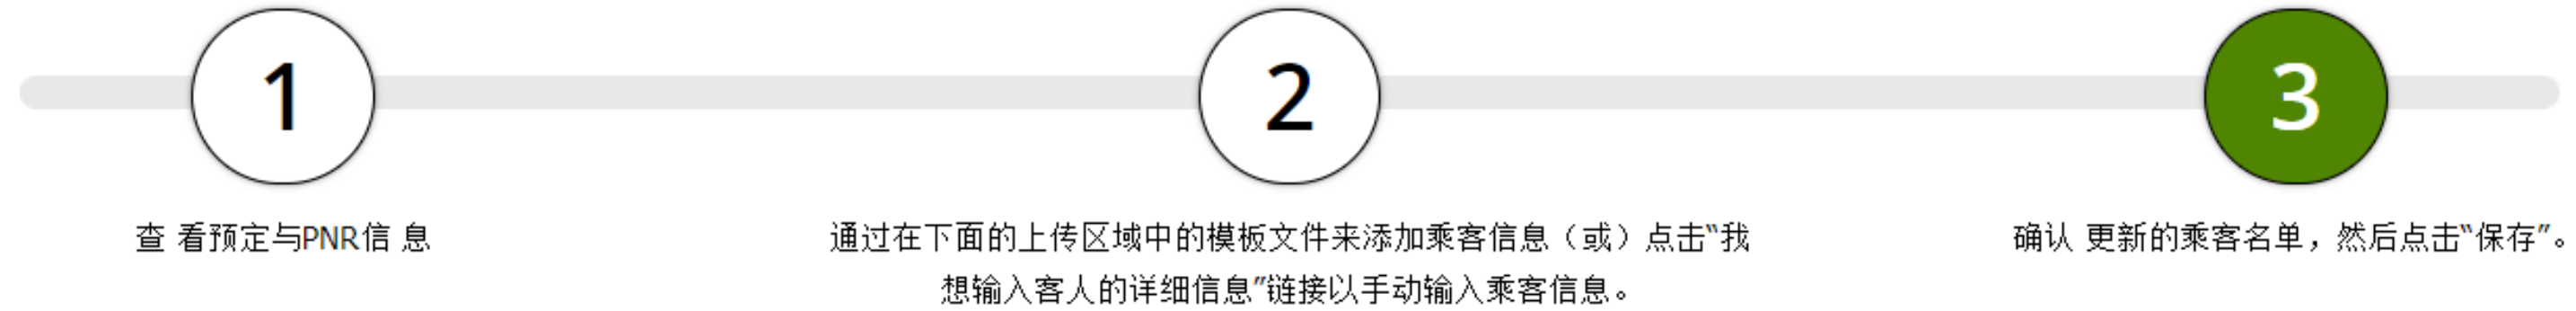 1
2
3
查 看预定与PNR信 息
通过在下面的上传区域中的模板文件来添加乘客信息（或）点击“我
想输入客人的详细信息”链接以手动输入乘客信息。
确认 更新的乘客名单，然后点击“保存”。